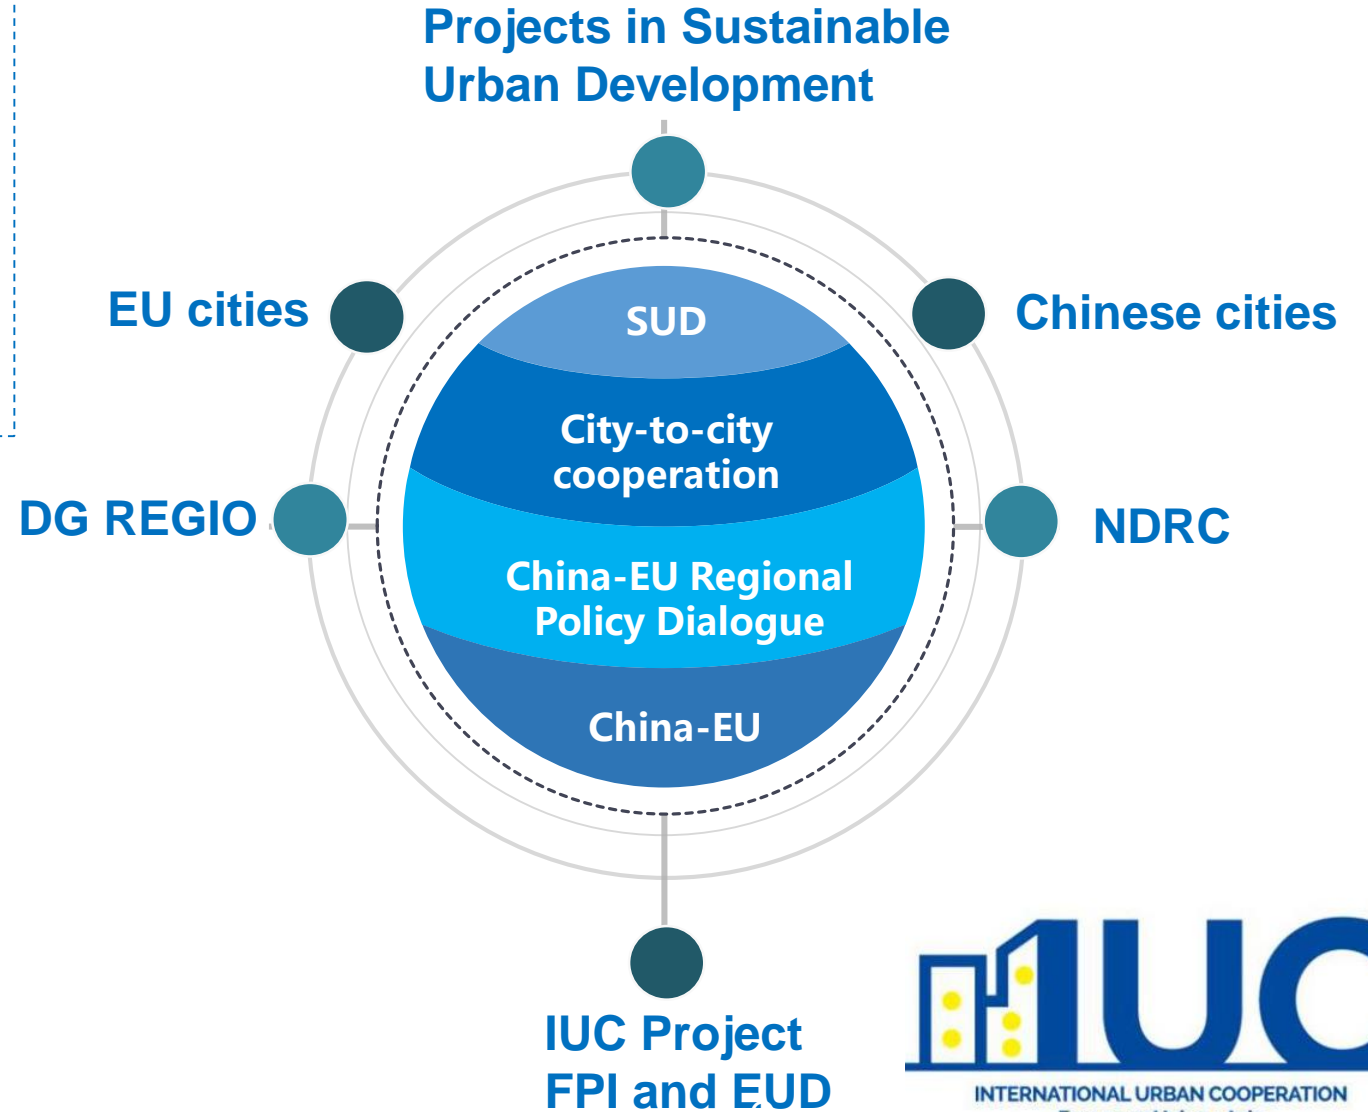 Projects in Sustainable
Urban Development
EU cities
Chinese cities
SUD
City-to-city
cooperation
DG REGIO
NDRC
China-EU Regional
Policy Dialogue
China-EU
IUC Project
FPI and EUD
IUC
INTERNATIONAL URBAN COOPERATION